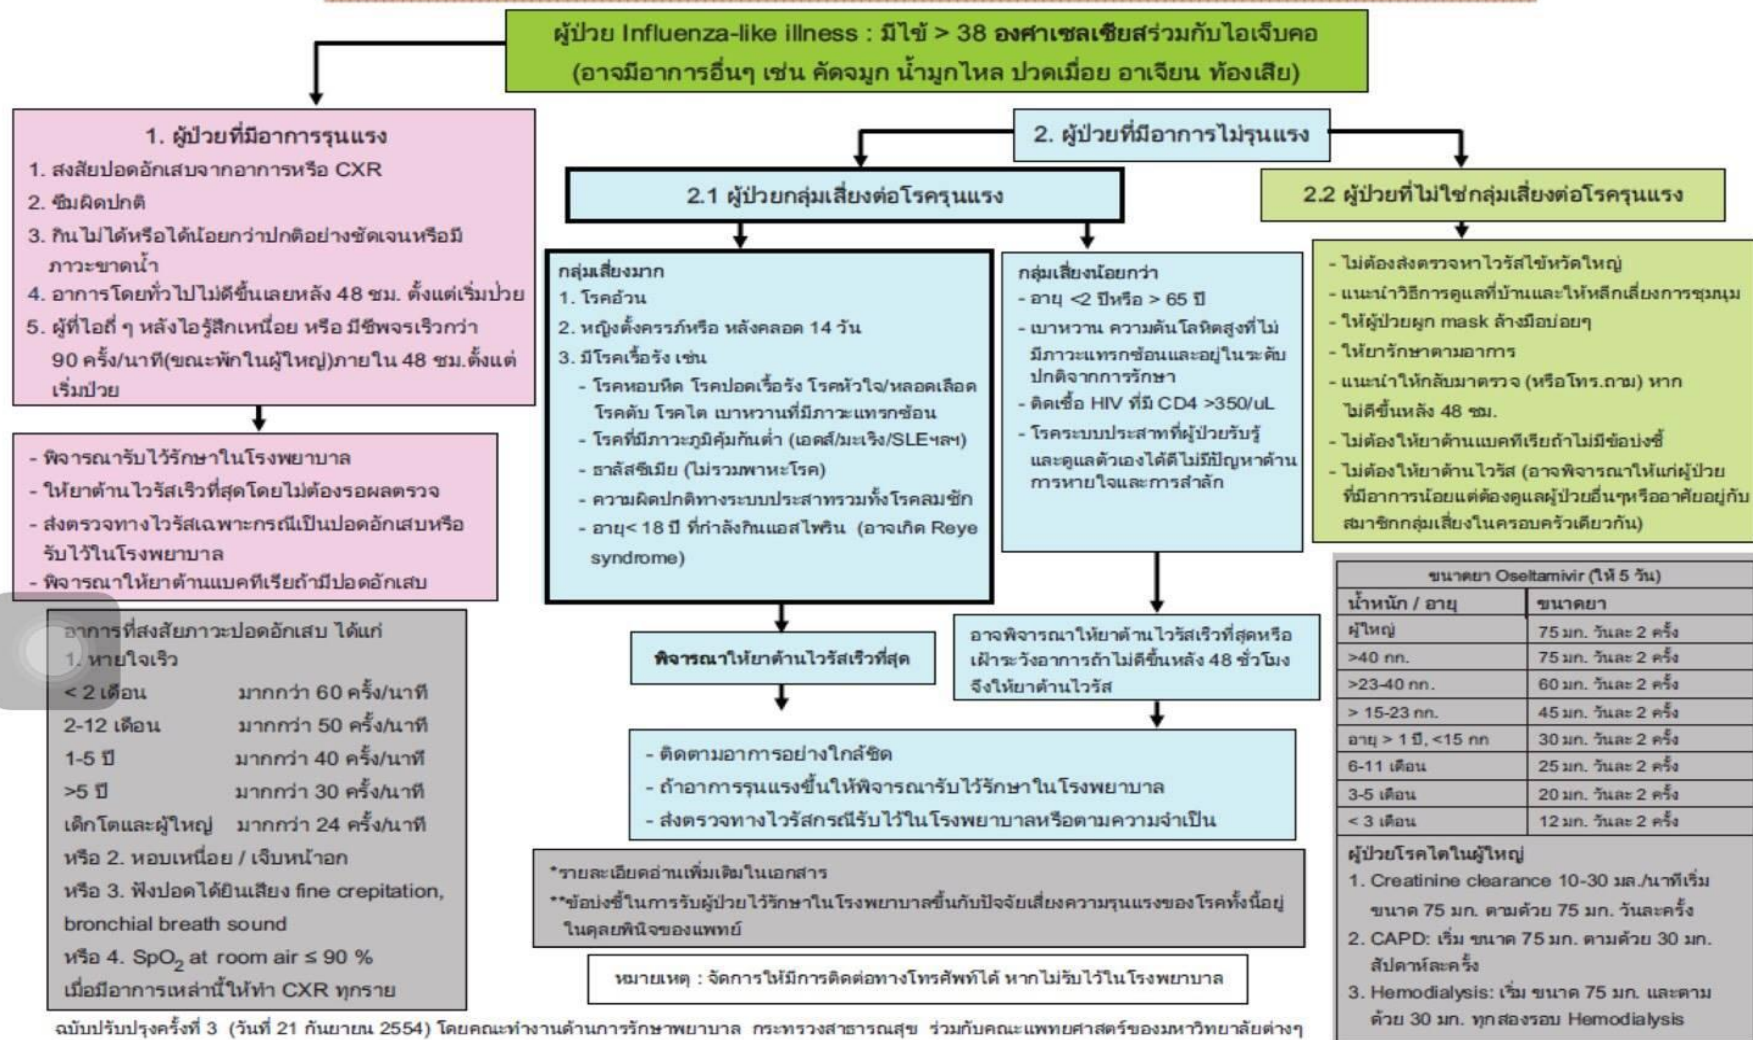 ผู้ป่วย Influenza-like illness : มีไข้ > 38 องศาเซลเซียสร่วมกับไอเจ็บคอ
(อาจมีอาการอื่นๆ เช่น คัดจมูก น้ำมูกไหล ปวดเมื่อย อาเจียน ท้องเสีย)
1. ผู้ป่วยที่มีอาการรุนแรง
1. สงสัยปอดอักเสบจากอาการหรือ CXR
2. ซึมผิดปกติ
3. กินไม่ได้หรือได้น้อยกว่าปกติอย่างชัดเจนหรือมี
ภาวะขาดน้ำ
4. อาการโดยทั่วไปไม่ดีขึ้นเลยหลัง 48 ชม. ตั้งแต่เริ่มป่วย
5. ผู้ที่ไอถี่ ๆ หลังไอรู้สึกเหนื่อย หรือ มีชีพจรเร็วกว่า
90 ครั้ง/นาที(ขณะพักในผู้ใหญ่)ภายใน 48 ชม.ตั้งแต่
เริ่มป่วย
- พิจารณารับไว้รักษาในโรงพยาบาล
- ให้ยาต้านไวรัสเร็วที่สุดโดยไม่ต้องรอผลตรวจ
- ส่งตรวจทางไวรัสเฉพาะกรณีเป็นปอดอักเสบหรือ
รับไว้ในโรงพยาบาล
- พิจารณาให้ยาต้านแบคทีเรียถ้ามีปอดอักเสบ
อาการที่สงสัยภาวะปอดอักเสบ ได้แก่
1. หายใจเร็ว
< 2 เดือน มากกว่า 60 ครั้ง/นาที
2-12 เดือน มากกว่า 50 ครั้ง/นาที
1-5 ปี มากกว่า 40 ครั้ง/นาที
>5 ปี มากกว่า 30 ครั้ง/นาที
เด็กโตและผู้ใหญ่ มากกว่า 24 ครั้ง/นาที
หรือ 2. หอบเหนื่อย / เจ็บหน้าอก
หรือ 3. ฟังปอดได้ยินเสียง fine crepitation,
bronchial breath sound
หรือ 4. SpO2 at room air ≤ 90 %
เมื่อมีอาการเหล่านี้ให้ทำ CXR ทุกราย
2. ผู้ป่วยที่มีอาการไม่รุนแรง
2.1 ผู้ป่วยกลุ่มเสี่ยงต่อโรครุนแรง
กลุ่มเสี่ยงมาก
1. โรคอ้วน
2. หญิงตั้งครรภ์หรือ หลังคลอด 14 วัน
3. มีโรคเรื้อรัง เช่น
- โรคหอบหืด โรคปอดเรื้อรัง โรคหัวใจ/หลอดเลือด
โรคตับ โรคไต เบาหวานที่มีภาวะแทรกซ้อน
- โรคที่มีภาวะภูมิคุ้มกันต่ำ (เอดส์/มะเร็ง/SLEฯลฯ)
- ธาลัสซีเมีย (ไม่รวมพาหะโรค)
- ความผิดปกติทางระบบประสาทรวมทั้งโรคลมชัก
- อายุ< 18 ปี ที่กำลังกินแอสไพริน (อาจเกิด Reye
syndrome)
พิจารณาให้ยาต้านไวรัสเร็วที่สุด
กลุ่มเสี่ยงน้อยกว่า
- อายุ <2 ปีหรือ > 65 ปี
- เบาหวาน ความดันโลหิตสูงที่ไม่
มีภาวะแทรกซ้อนและอยู่ในระดับ
ปกติจากการรักษา
- ติดเชื้อ HIV ที่มี CD4 >350/uL
- โรคระบบประสาทที่ผู้ป่วยรับรู้
และดูแลตัวเองได้ดีไม่มีปัญหาด้าน
การหายใจและการสำลัก
อาจพิจารณาให้ยาต้านไวรัสเร็วที่สุดหรือ
เฝ้าระวังอาการถ้าไม่ดีขึ้นหลัง 48 ชั่วโมง
จึงให้ยาต้านไวรัส
- ติดตามอาการอย่างใกล้ชิด
- ถ้าอาการรุนแรงขึ้นให้พิจารณารับไว้รักษาในโรงพยาบาล
- ส่งตรวจทางไวรัสกรณีรับไว้ในโรงพยาบาลหรือตามความจำเป็น
*รายละเอียดอ่านเพิ่มเติมในเอกสาร
**ข้อบ่งชี้ในการรับผู้ป่วยไว้รักษาในโรงพยาบาลขึ้นกับปัจจัยเสี่ยงความรุนแรงของโรคทั้งนี้อยู่
ในดุลยพินิจของแพทย์
หมายเหตุ : จัดการให้มีการติดต่อทางโทรศัพท์ได้ หากไม่รับไว้ในโรงพยาบาล
2.2 ผู้ป่วยที่ไม่ใช่กลุ่มเสี่ยงต่อโรครุนแรง
- ไม่ต้องส่งตรวจหาไวรัสไข้หวัดใหญ่
- แนะนำวิธีการดูแลที่บ้านและให้หลีกเลี่ยงการชุมนุม
- ให้ผู้ป่วยผูก mask ล้างมือบ่อยๆ
- ให้ยารักษาตามอาการ
- แนะนำให้กลับมาตรวจ (หรือโทร.ถาม) หาก
ไม่ดีขึ้นหลัง 48 ชม.
- ไม่ต้องให้ยาต้านแบคทีเรียถ้าไม่มีข้อบ่งชี้
- ไม่ต้องให้ยาต้านไวรัส (อาจพิจารณาให้แก่ผู้ป่วย
ที่มีอาการน้อยแต่ต้องดูแลผู้ป่วยอื่นๆหรืออาศัยอยู่กับ
สมาชิกกลุ่มเสี่ยงในครอบครัวเดียวกัน)
ขนาดยา Oseltamivir (ให้ 5 วัน)
น้ำหนัก / อายุ ขนาดยา
ผู้ใหญ่ 75 มก. วันละ 2 ครั้ง
>40 กก. 75 มก. วันละ 2 ครั้ง
>23-40 กก. 60 มก. วันละ 2 ครั้ง
> 15-23 กก. 45 มก. วันละ 2 ครั้ง
อายุ > 1 ปี, <15 กก 30 มก. วันละ 2 ครั้ง
6-11 เดือน 25 มก. วันละ 2 ครั้ง
3-5 เดือน 20 มก. วันละ 2 ครั้ง
< 3 เดือน 12 มก. วันละ 2 ครั้ง
ผู้ป่วยโรคไตในผู้ใหญ่
1. Creatinine clearance 10-30 มล./นาทีเริ่ม
ขนาด 75 มก. ตามด้วย 75 มก. วันละครั้ง
2. CAPD: เริ่ม ขนาด 75 มก. ตามด้วย 30 มก.
สัปดาห์ละครั้ง
3. Hemodialysis: เริ่ม ขนาด 75 มก. และตาม
ด้วย 30 มก. ทุกสองรอบ Hemodialysis
ฉบับปรับปรุงครั้งที่ 3 (วันที่ 21 กันยายน 2554) โดยคณะทำงานด้านการรักษาพยาบาล กระทรวงสาธารณสุข ร่วมกับคณะแพทยศาสตร์ของมหาวิทยาลัยต่างๆ